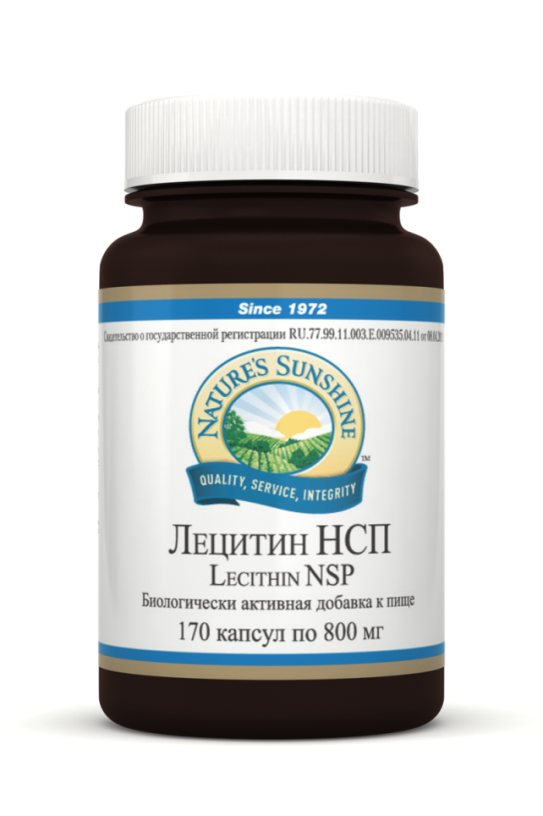 Since 1972
Свидетельство о государственной регистрации RU.77.99.11.003.Е.009535.04.11 от
NATURE'S SUNSHINE
TM
QUALITY, SERVICE, INTEGRITY
ЛЕЦИТИН НСП
LECITHIN NSP
Биологически активная добавка к пище
170 капсул по 800 мг